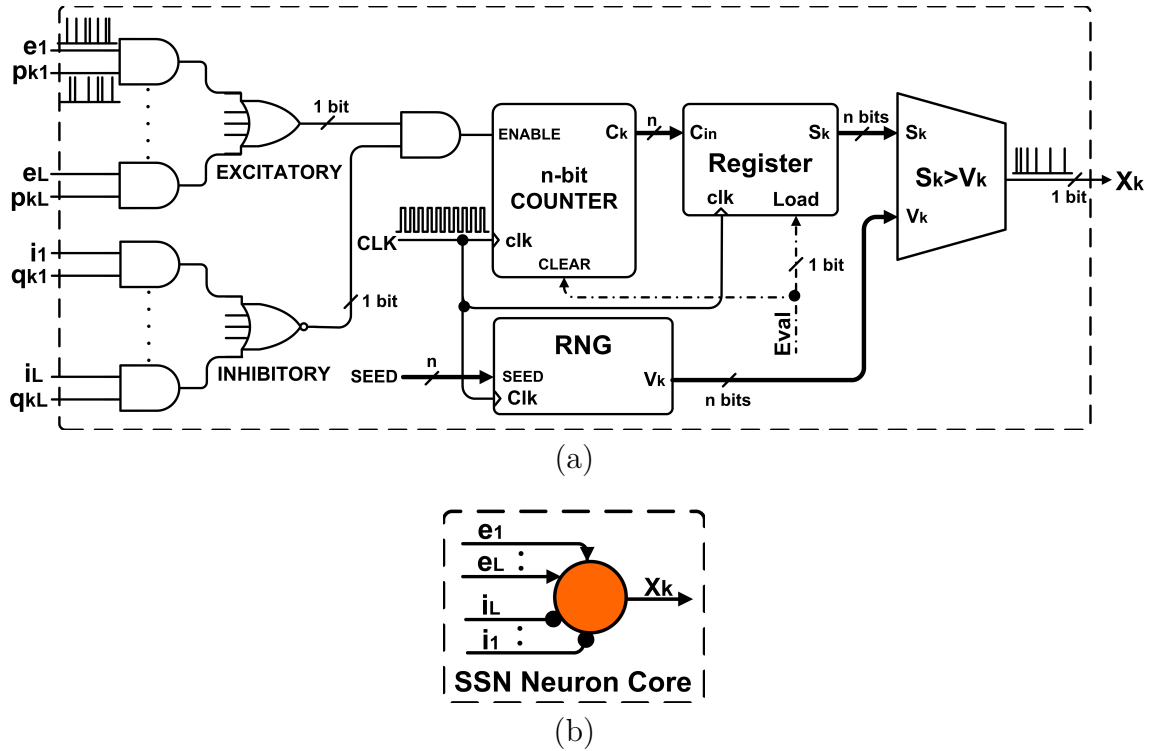 e1
pk1
1 bit
EXCITATORY
eL
pkL
i1
qk1
1 bit
INHIBITORY
iL
qkL
ENABLE
Ck
n-bit
COUNTER
CLK
clk
CLEAR
n
Cin
Sk
Register
clk
Load
n bits
Sk
Sk>Vk
Vk
1 bit
Xk
1 bit
Eval
RNG
SEED
n
SEED
Vk
Clk
n bits
(a)
e1
:
eL
Xk
iL
:
i1
SSN Neuron Core
(b)